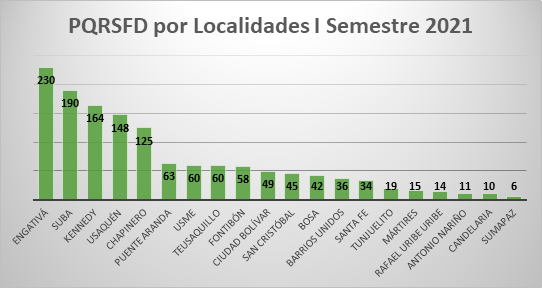 PQRSFD por Localidades I Semestre 2021
230
190
164
148
125
63
60
60
58
49
45
42
36
34
19
15
14
11
10
6
ENGATIVÁ
SUBA
KENNEDY
USAQUÉN
CHAPINERO
PUENTE ARANDA
USME
TEUSAQUILLO
FONTIBÓN
CIUDAD BOLÍVAR
SAN CRISTÓBAL
BOSA
BARRIOS UNIDOS
SANTA FE
TUNJUELITO
MÁRTIRES
RAFAEL URIBE URIBE
ANTONIO NARIÑO
CANDELARIA
SUMAPAZ